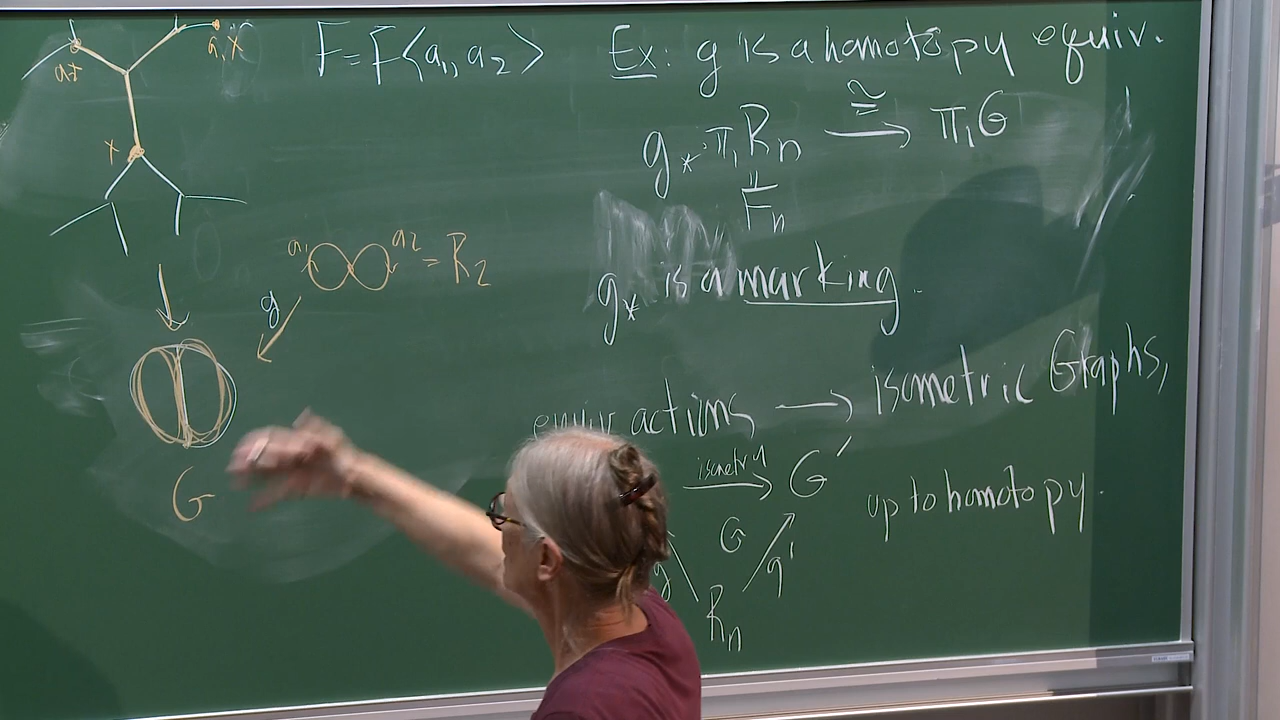 F = F⟨a₁, a₂⟩
Ex: g is a homotopy equiv.
a₁x
x
g* π₁Rn ≅→ π₁G
=
Fn
a₁ a₂ = R₂
g
g* is a marking.
G
equiv actions → isometric Graphs,
isometry → G'
up to homotopy.
G
g g'
Rn